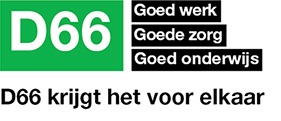 D66
Goed werk
Goede zorg
Goed onderwijs
D66 krijgt het voor elkaar